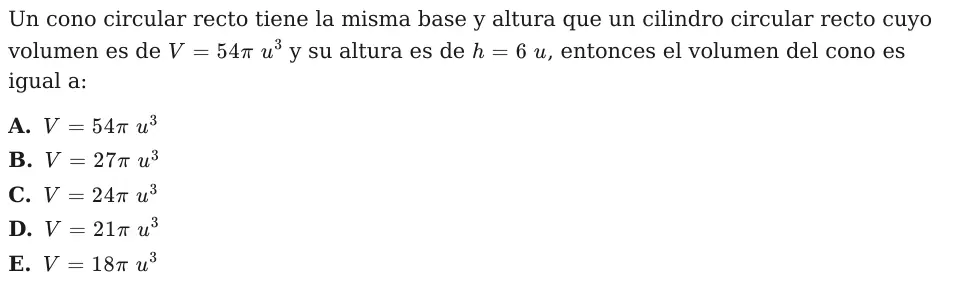 Un cono circular recto tiene la misma base y altura que un cilindro circular recto cuyo
volumen es de V = 54π u³ y su altura es de h = 6 u, entonces el volumen del cono es
igual a:
A. V = 54π u³
B. V = 27π u³
C. V = 24π u³
D. V = 21π u³
E. V = 18π u³